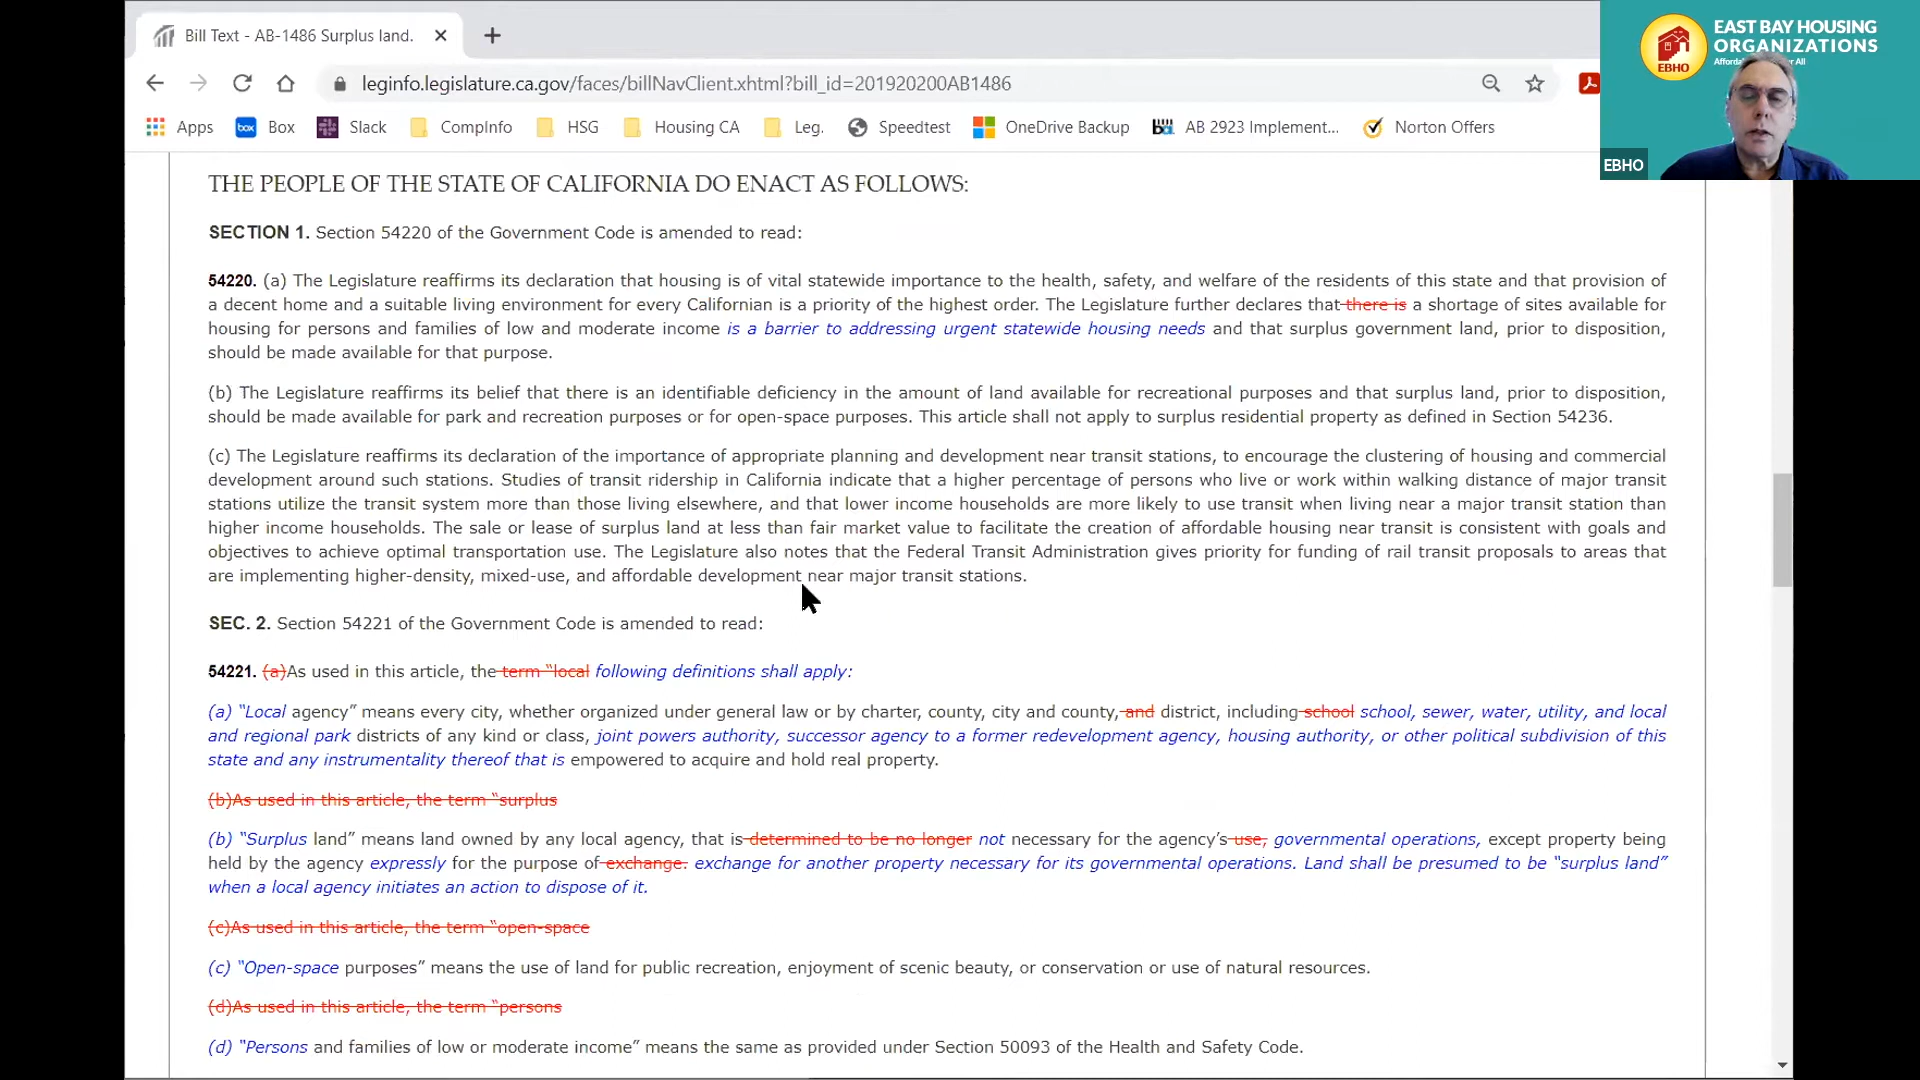 Bill Text - AB-1486 Surplus land.
leginfo.legislature.ca.gov/faces/billNavClient.xhtml?bill_id=201920200AB1486
Apps Box Slack CompInfo HSG Housing CA Leg. Speedtest OneDrive Backup AB 2923 Implement... Norton Offers
EAST BAY HOUSING
ORGANIZATIONS
EBHO
EBHO
THE PEOPLE OF THE STATE OF CALIFORNIA DO ENACT AS FOLLOWS:
SECTION 1. Section 54220 of the Government Code is amended to read:
54220. (a) The Legislature reaffirms its declaration that housing is of vital statewide importance to the health, safety, and welfare of the residents of this state and that provision of
a decent home and a suitable living environment for every Californian is a priority of the highest order. The Legislature further declares that there is a shortage of sites available for
housing for persons and families of low and moderate income is a barrier to addressing urgent statewide housing needs and that surplus government land, prior to disposition,
should be made available for that purpose.
(b) The Legislature reaffirms its belief that there is an identifiable deficiency in the amount of land available for recreational purposes and that surplus land, prior to disposition,
should be made available for park and recreation purposes or for open-space purposes. This article shall not apply to surplus residential property as defined in Section 54236.
(c) The Legislature reaffirms its declaration of the importance of appropriate planning and development near transit stations, to encourage the clustering of housing and commercial
development around such stations. Studies of transit ridership in California indicate that a higher percentage of persons who live or work within walking distance of major transit
stations utilize the transit system more than those living elsewhere, and that lower income households are more likely to use transit when living near a major transit station than
higher income households. The sale or lease of surplus land at less than fair market value to facilitate the creation of affordable housing near transit is consistent with goals and
objectives to achieve optimal transportation use. The Legislature also notes that the Federal Transit Administration gives priority for funding of rail transit proposals to areas that
are implementing higher-density, mixed-use, and affordable development near major transit stations.
SEC. 2. Section 54221 of the Government Code is amended to read:
54221. (a)As used in this article, the term “local following definitions shall apply:
(a) “Local agency” means every city, whether organized under general law or by charter, county, city and county, and district, including school school, sewer, water, utility, and local
and regional park districts of any kind or class, joint powers authority, successor agency to a former redevelopment agency, housing authority, or other political subdivision of this
state and any instrumentality thereof that is empowered to acquire and hold real property.
(b)As used in this article, the term “surplus
(b) “Surplus land” means land owned by any local agency, that is determined to be no longer not necessary for the agency’s use, governmental operations, except property being
held by the agency expressly for the purpose of exchange. exchange for another property necessary for its governmental operations. Land shall be presumed to be “surplus land”
when a local agency initiates an action to dispose of it.
(c)As used in this article, the term “open-space
(c) “Open-space purposes” means the use of land for public recreation, enjoyment of scenic beauty, or conservation or use of natural resources.
(d)As used in this article, the term “persons
(d) “Persons and families of low or moderate income” means the same as provided under Section 50093 of the Health and Safety Code.